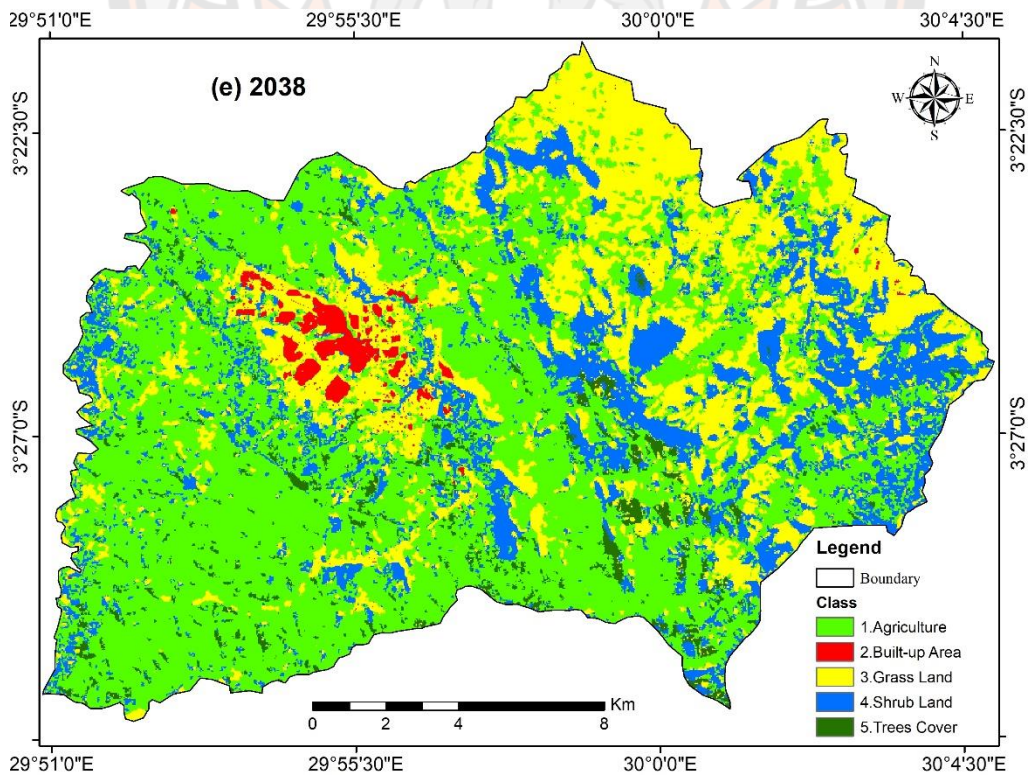 29°51'0"E 29°55'30"E 30°0'0"E 30°4'30"E
(e) 2038
N
W E
S
3°22'30"S 3°22'30"S
3°27'0"S 3°27'0"S
Legend
Boundary
Class
1.Agriculture
2.Built-up Area
3.Grass Land
4.Shrub Land
5.Trees Cover
Km
0 2 4 8
29°51'0"E 29°55'30"E 30°0'0"E 30°4'30"E